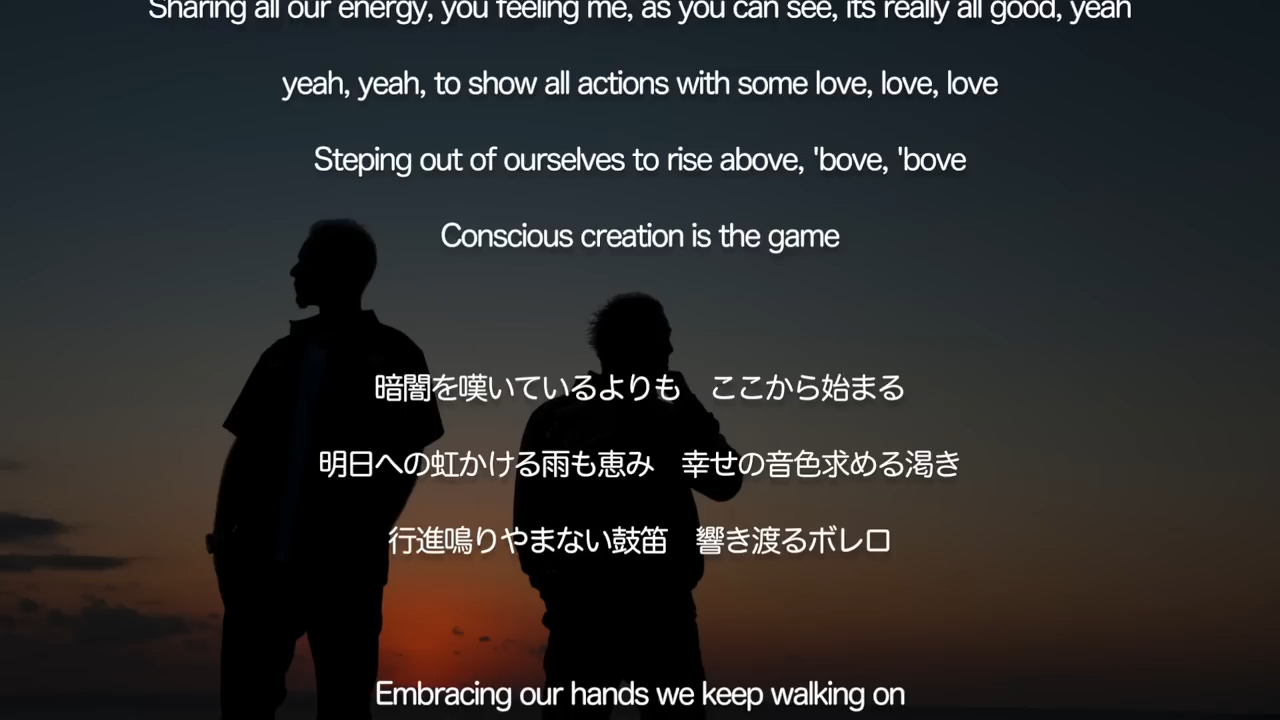 Sharing all our energy, you feeling me, as you can see, its really all good, yeah
yeah, yeah, to show all actions with some love, love, love
Steping out of ourselves to rise above, 'bove, 'bove
Conscious creation is the game
暗闇を嘆いているよりも　ここから始まる
明日への虹かける雨も恵み　幸せの音色求める渇き
行進鳴りやまない鼓笛　響き渡るボレロ
Embracing our hands we keep walking on